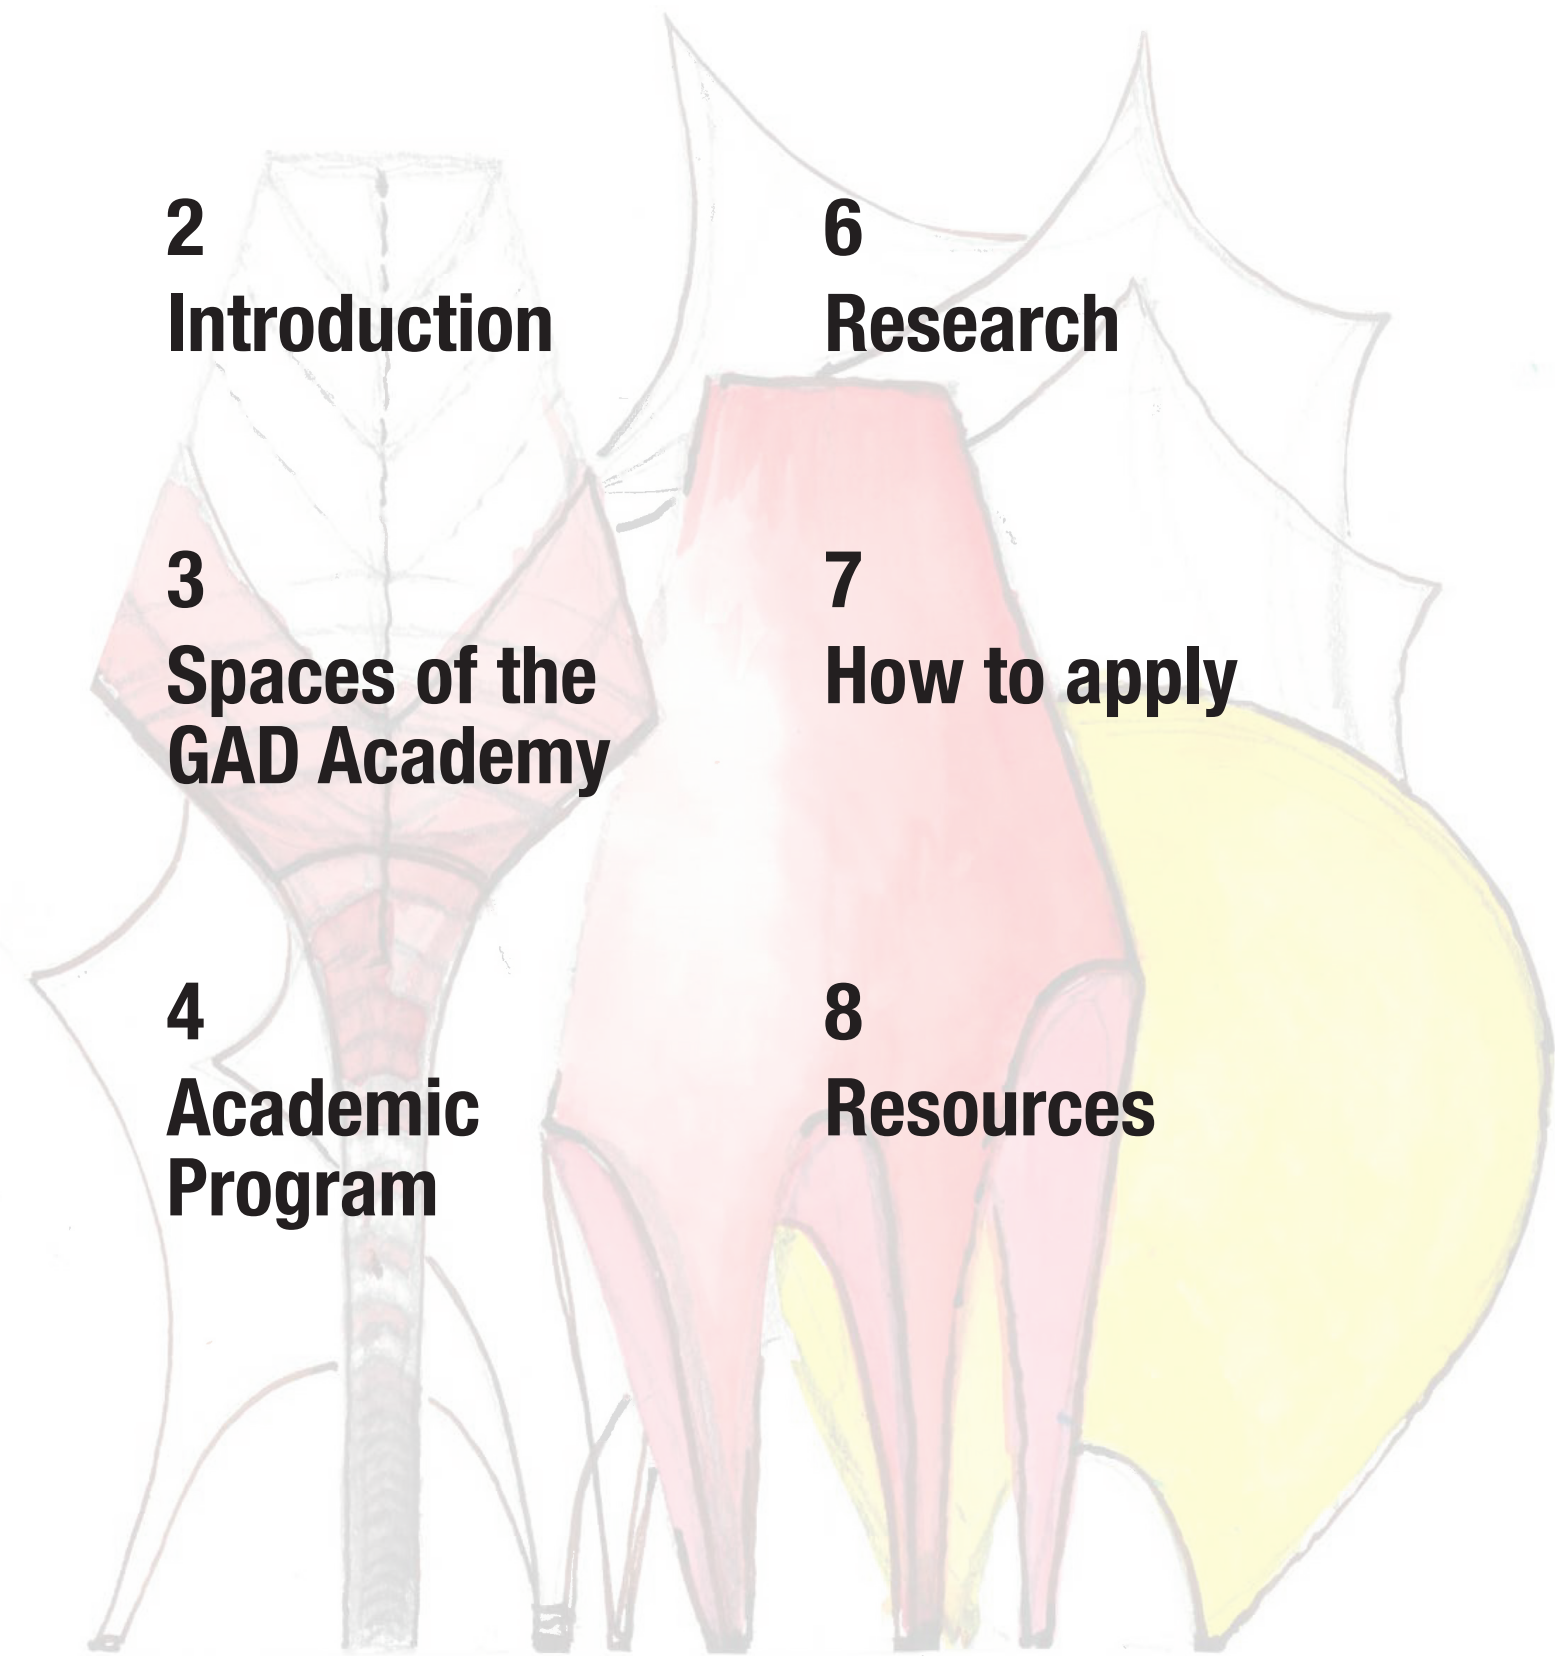 2
Introduction
3
Spaces of the
GAD Academy
4
Academic
Program
6
Research
7
How to apply
8
Resources